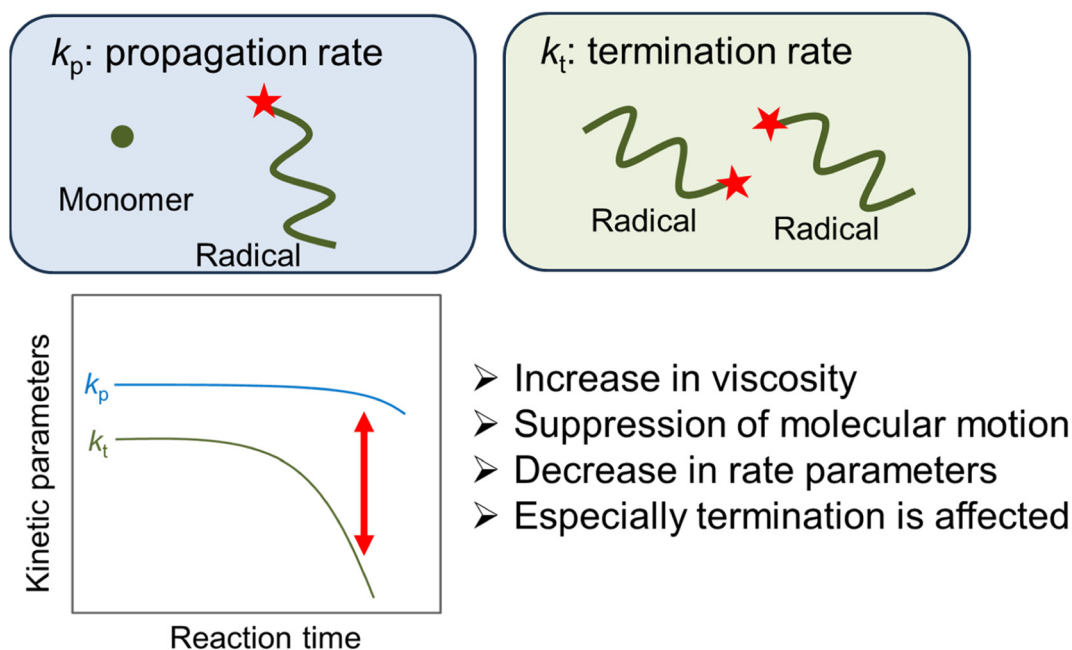 kp: propagation rate
Monomer
Radical
kt: termination rate
Radical
Radical
Kinetic parameters
kp
kt
Reaction time
➢ Increase in viscosity
➢ Suppression of molecular motion
➢ Decrease in rate parameters
➢ Especially termination is affected